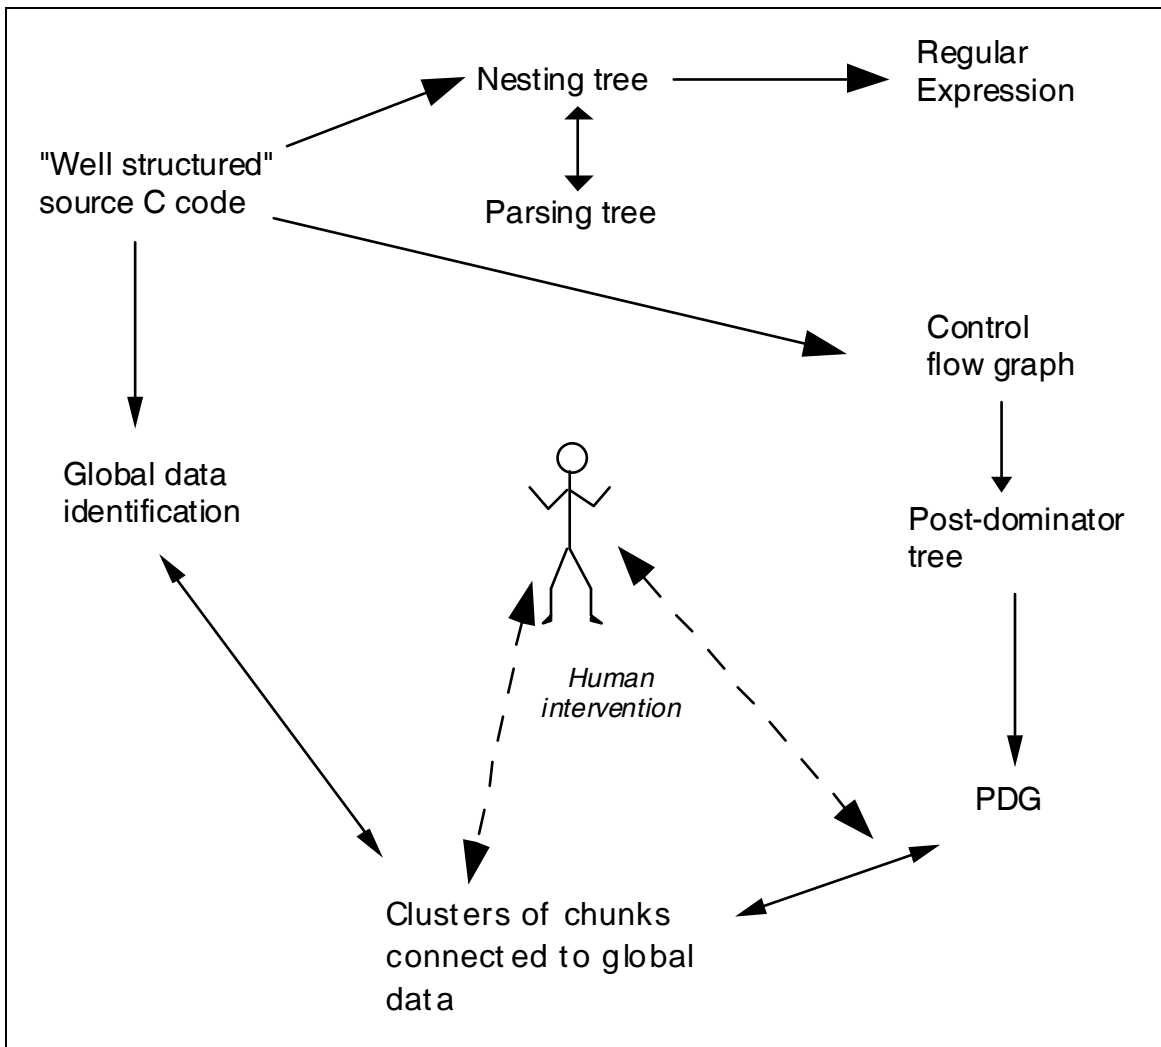 Nesting tree
Regular
Expression
"Well structured"
source C code
Parsing tree
Control
flow graph
Global data
identification
Post-dominator
tree
Human
intervention
PDG
Clusters of chunks
connected to global
data